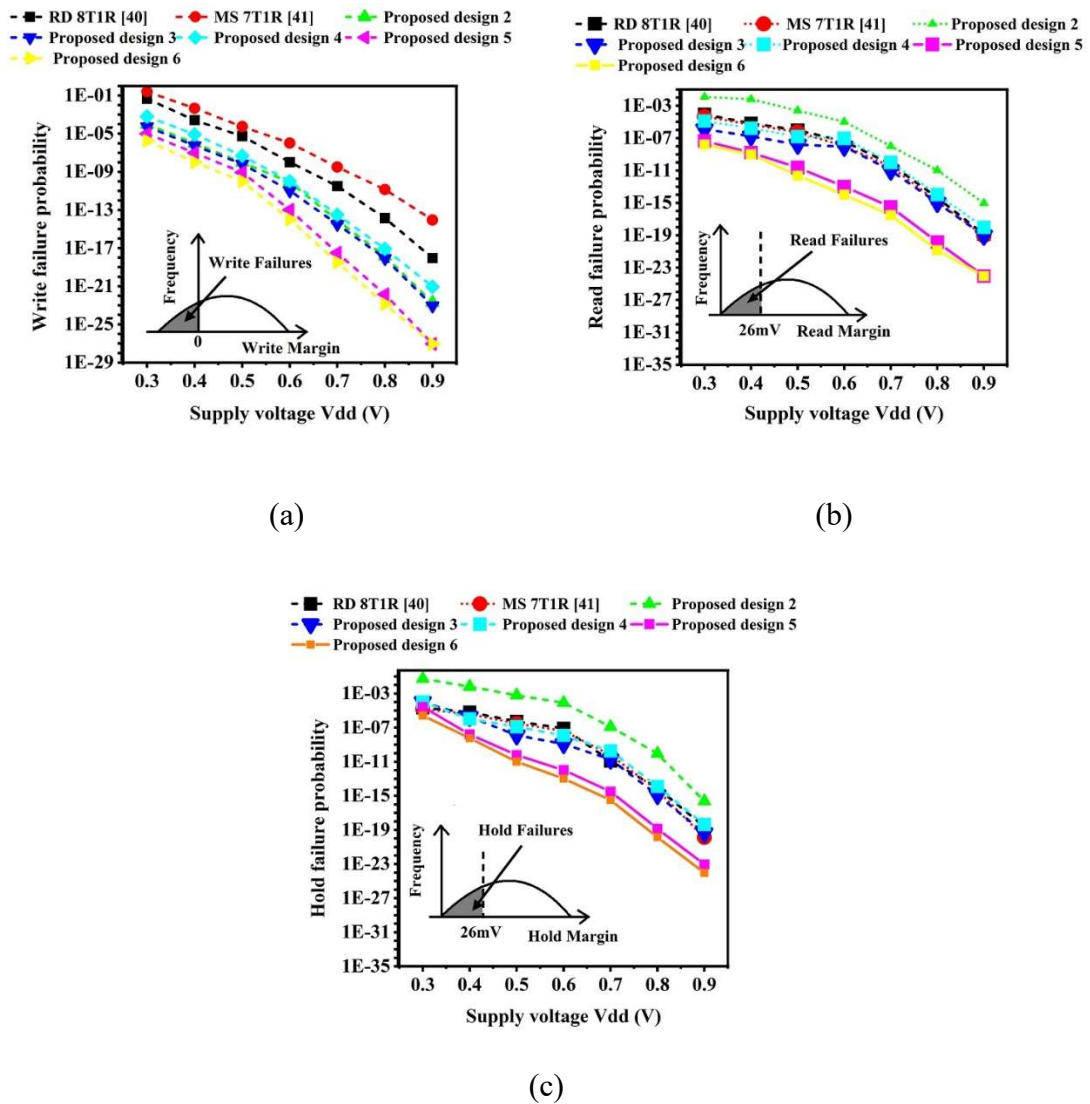 RD 8T1R [40] MS 7T1R [41] Proposed design 2
Proposed design 3 Proposed design 4 Proposed design 5
Proposed design 6
1E-01
1E-05
1E-09
1E-13
1E-17
1E-21
1E-25
1E-29
Write failure probability
Frequency
Write Failures
0
Write Margin
0.3 0.4 0.5 0.6 0.7 0.8 0.9
Supply voltage Vdd (V)
(a)
RD 8T1R [40] MS 7T1R [41] Proposed design 2
Proposed design 3 Proposed design 4 Proposed design 5
Proposed design 6
1E-03
1E-07
1E-11
1E-15
1E-19
1E-23
1E-27
1E-31
1E-35
Read failure probability
Frequency
Read Failures
26mV Read Margin
0.3 0.4 0.5 0.6 0.7 0.8 0.9
Supply voltage Vdd (V)
(b)
RD 8T1R [40] MS 7T1R [41] Proposed design 2
Proposed design 3 Proposed design 4 Proposed design 5
Proposed design 6
1E-03
1E-07
1E-11
1E-15
1E-19
1E-23
1E-27
1E-31
1E-35
Hold failure probability
Frequency
Hold Failures
26mV Hold Margin
0.3 0.4 0.5 0.6 0.7 0.8 0.9
Supply voltage Vdd (V)
(c)